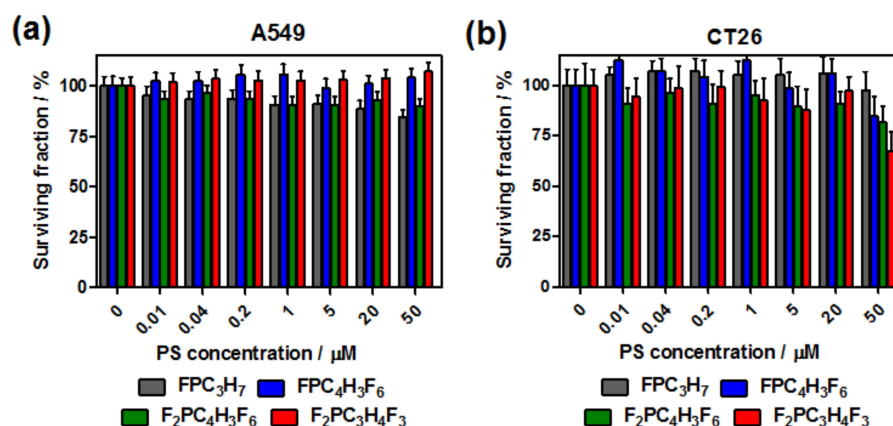 (a)
A549
Surviving fraction / %
100
75
50
25
0
0 0.01 0.04 0.2 1 5 20 50
PS concentration / µM
FPC₃H₇ FPC₄H₃F₆
F₂PC₄H₃F₆ F₂PC₃H₄F₃
(b)
CT26
Surviving fraction / %
100
75
50
25
0
0 0.01 0.04 0.2 1 5 20 50
PS concentration / µM
FPC₃H₇ FPC₄H₃F₆
F₂PC₄H₃F₆ F₂PC₃H₄F₃